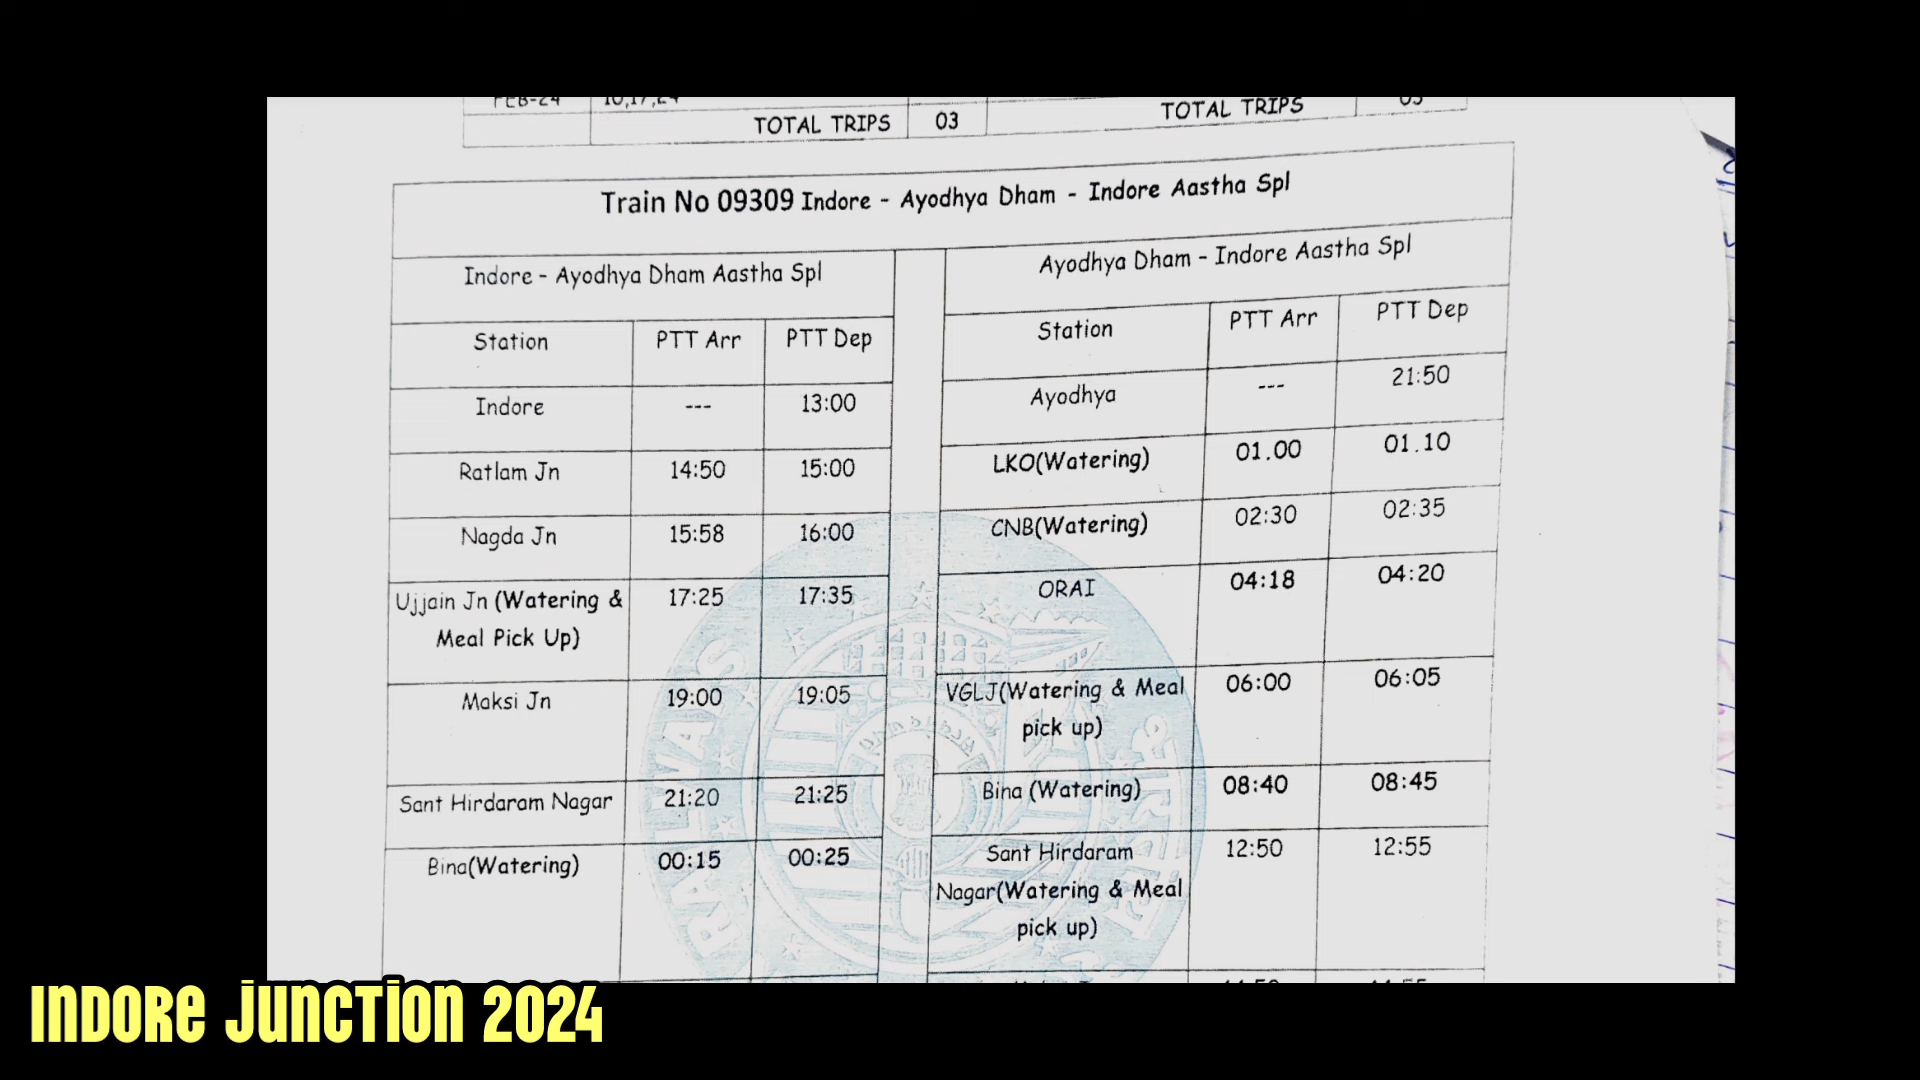 FEB-24 10,17,24
TOTAL TRIPS 03 TOTAL TRIPS 03
Train No 09309 Indore - Ayodhya Dham - Indore Aastha Spl
Indore - Ayodhya Dham Aastha Spl
Station PTT Arr PTT Dep
Indore --- 13:00
Ratlam Jn 14:50 15:00
Nagda Jn 15:58 16:00
Ujjain Jn (Watering & 17:25 17:35
Meal Pick Up)
Maksi Jn 19:00 19:05
Sant Hirdaram Nagar 21:20 21:25
Bina(Watering) 00:15 00:25
Ayodhya Dham - Indore Aastha Spl
Station PTT Arr PTT Dep
Ayodhya --- 21:50
LKO(Watering) 01.00 01.10
CNB(Watering) 02:30 02:35
ORAI 04:18 04:20
VGLJ(Watering & Meal 06:00 06:05
pick up)
Bina (Watering) 08:40 08:45
Sant Hirdaram 12:50 12:55
Nagar(Watering & Meal
pick up)
INDORE JUNCTION 2024